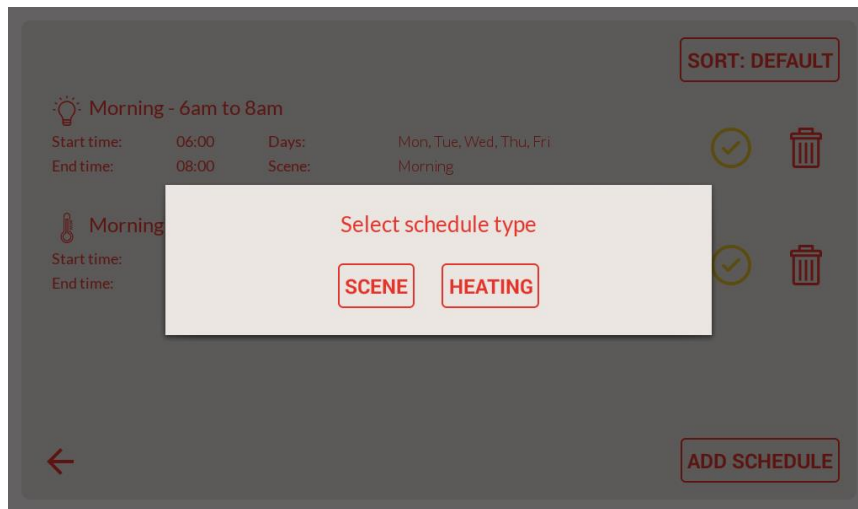 SORT: DEFAULT
Morning - 6am to 8am
Start time: 06:00 Days: Mon, Tue, Wed, Thu, Fri
End time: 08:00 Scene: Morning
Morning
Start time:
End time:
Select schedule type
SCENE HEATING
ADD SCHEDULE